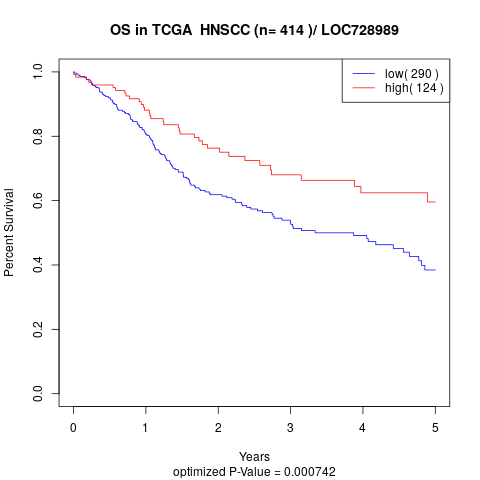 OS in TCGA  HNSCC (n= 414 )/ LOC728989
low( 290 )
high( 124 )
Percent Survival
1.0
0.8
0.6
0.4
0.2
0.0
0 1 2 3 4 5
Years
optimized P-Value = 0.000742